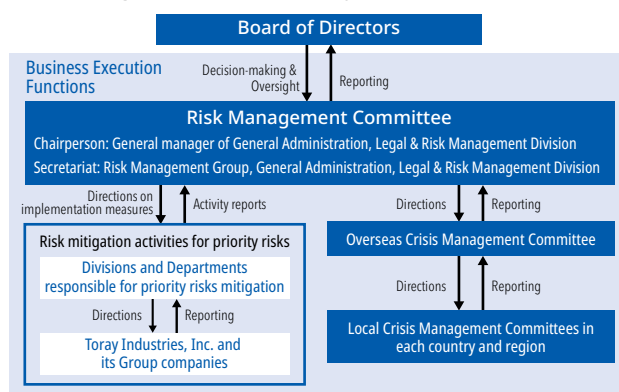 Board of Directors
Business Execution
Functions
Decision-making &
Oversight
Reporting
Risk Management Committee
Chairperson: General manager of General Administration, Legal & Risk Management Division
Secretariat: Risk Management Group, General Administration, Legal & Risk Management Division
Directions on
implementation measures
Activity reports
Directions
Reporting
Risk mitigation activities for priority risks
Divisions and Departments
responsible for priority risks mitigation
Directions
Reporting
Toray Industries, Inc. and
its Group companies
Overseas Crisis Management Committee
Directions
Reporting
Local Crisis Management Committees in
each country and region